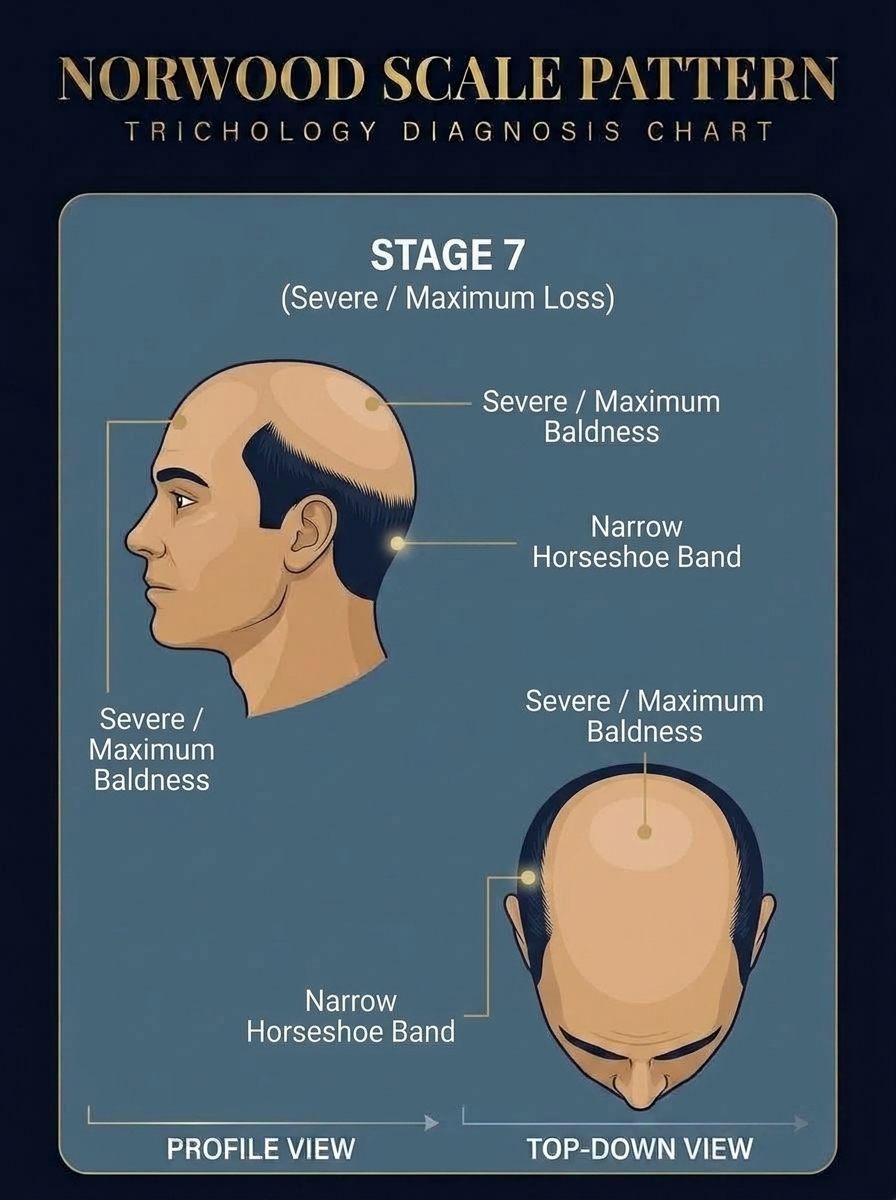 NORWOOD SCALE PATTERN
TRICHOLOGY DIAGNOSIS CHART
STAGE 7
(Severe / Maximum Loss)
Severe / Maximum
Baldness
Narrow
Horseshoe Band
Severe /
Maximum
Baldness
Severe / Maximum
Baldness
Narrow
Horseshoe Band
PROFILE VIEW
TOP-DOWN VIEW